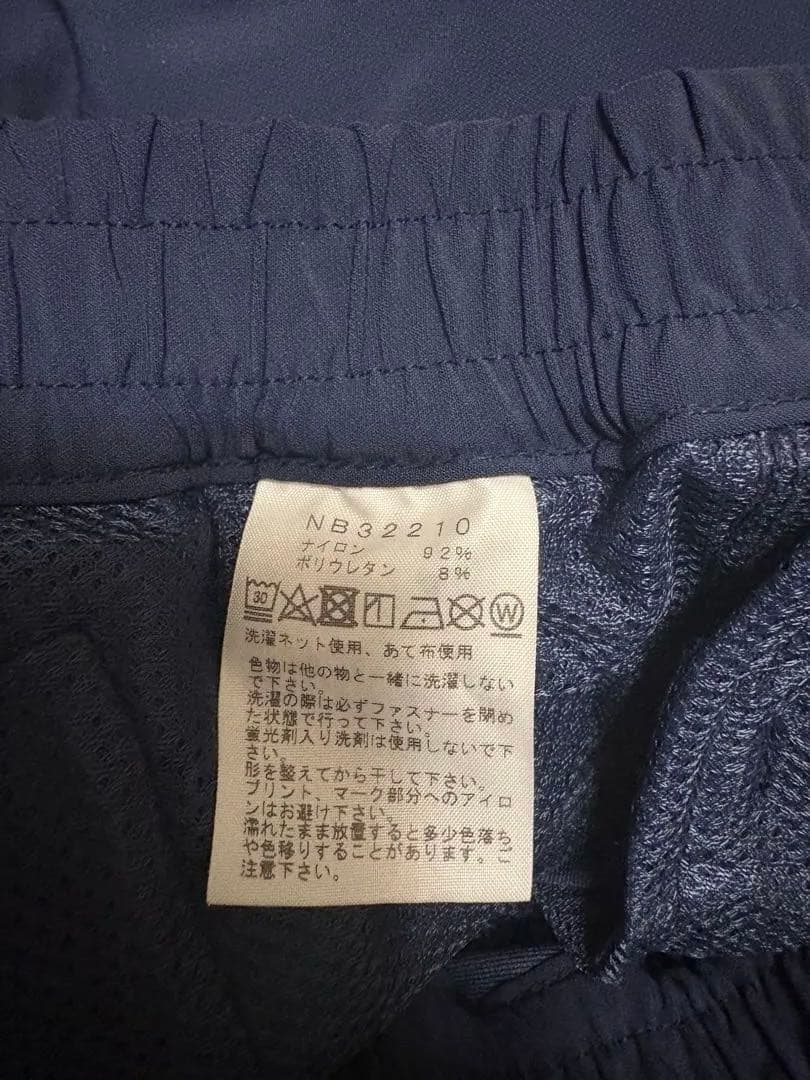 NB32210
ナイロン 92%
ポリウレタン 8%
30 W
洗濯ネット使用、あて布使用
色物は他の物と一緒に洗濯しない
で下さい。
洗濯の際は必ずファスナーを閉め
た状態で行って下さい。
蛍光剤入り洗剤は使用しないで下
さい。
形を整えてから干して下さい。
プリント、マーク部分へのアイロ
ンはお避け下さい。
濡れたまま放置すると多少色落ち
や色移りすることがあります。ご
注意下さい。